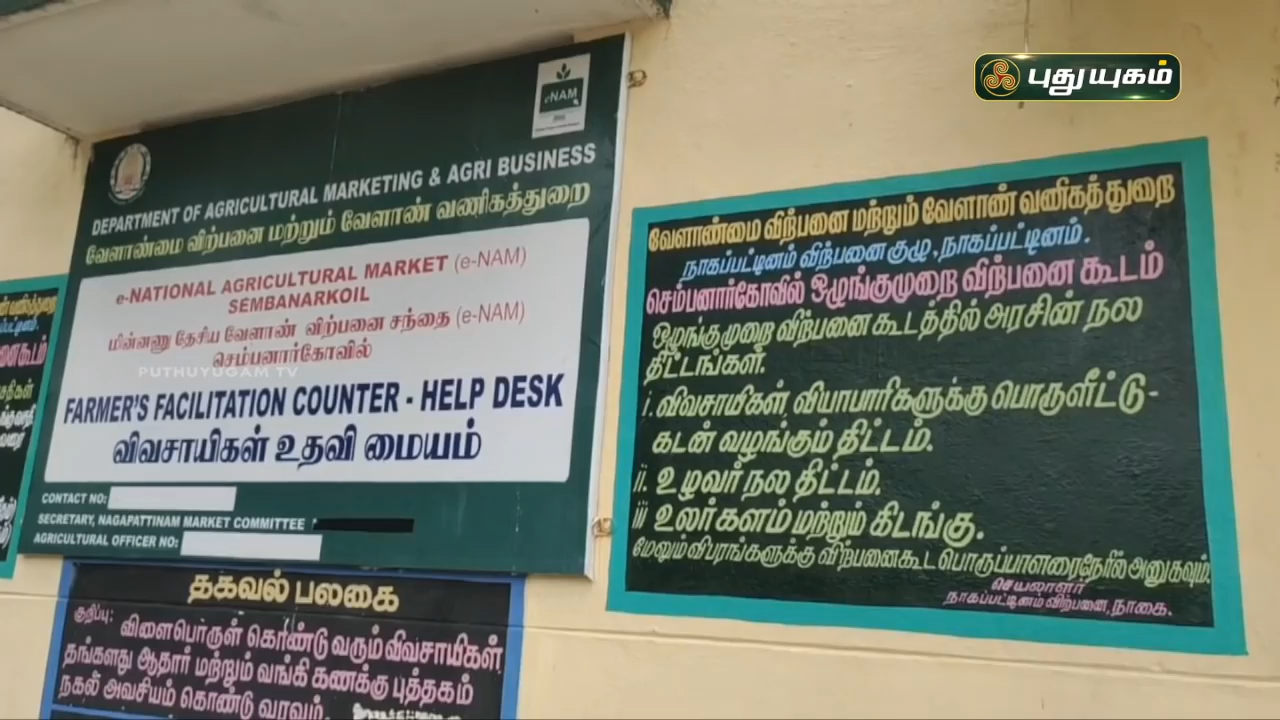 புதுயுகம்
eNAM
DEPARTMENT OF AGRICULTURAL MARKETING & AGRI BUSINESS
வேளாண்மை விற்பனை மற்றும் வேளாண் வணிகத்துறை
e-NATIONAL AGRICULTURAL MARKET (e-NAM)
SEMBANARKOIL
மின்னணு தேசிய வேளாண் விற்பனை சந்தை (e-NAM)
செம்பனார்கோவில்
PUTHUYUGAM TV
FARMER'S FACILITATION COUNTER - HELP DESK
விவசாயிகள் உதவி மையம்
CONTACT NO:
SECRETARY, NAGAPATTINAM MARKET COMMITTEE
AGRICULTURAL OFFICER NO:
தகவல் பலகை
குறிப்பு: விளைபொருள் கொண்டு வரும் விவசாயிகள்
தங்களது ஆதார் மற்றும் வங்கி கணக்கு புத்தகம்
நகல் அவசியம் கொண்டு வரவும்.
வேளாண்மை விற்பனை மற்றும் வேளாண் வணிகத்துறை
நாகப்பட்டினம் விற்பனை குழு, நாகப்பட்டினம்.
செம்பனார்கோவில் ஒழுங்குமுறை விற்பனை கூடம்
ஒழுங்குமுறை விற்பனை கூடத்தில் அரசின் நல
திட்டங்கள்.
i. விவசாயிகள், வியாபாரிகளுக்கு பொருளீட்டு-
கடன் வழங்கும் திட்டம்.
ii. உழவர் நல திட்டம்.
iii உலர்களம் மற்றும் கிடங்கு.
மேலும் விபரங்களுக்கு விற்பனைகூட பொறுப்பாளரை நேரில் அணுகவும்.
செயலாளர்
நாகப்பட்டினம் விற்பனை, நாகை.